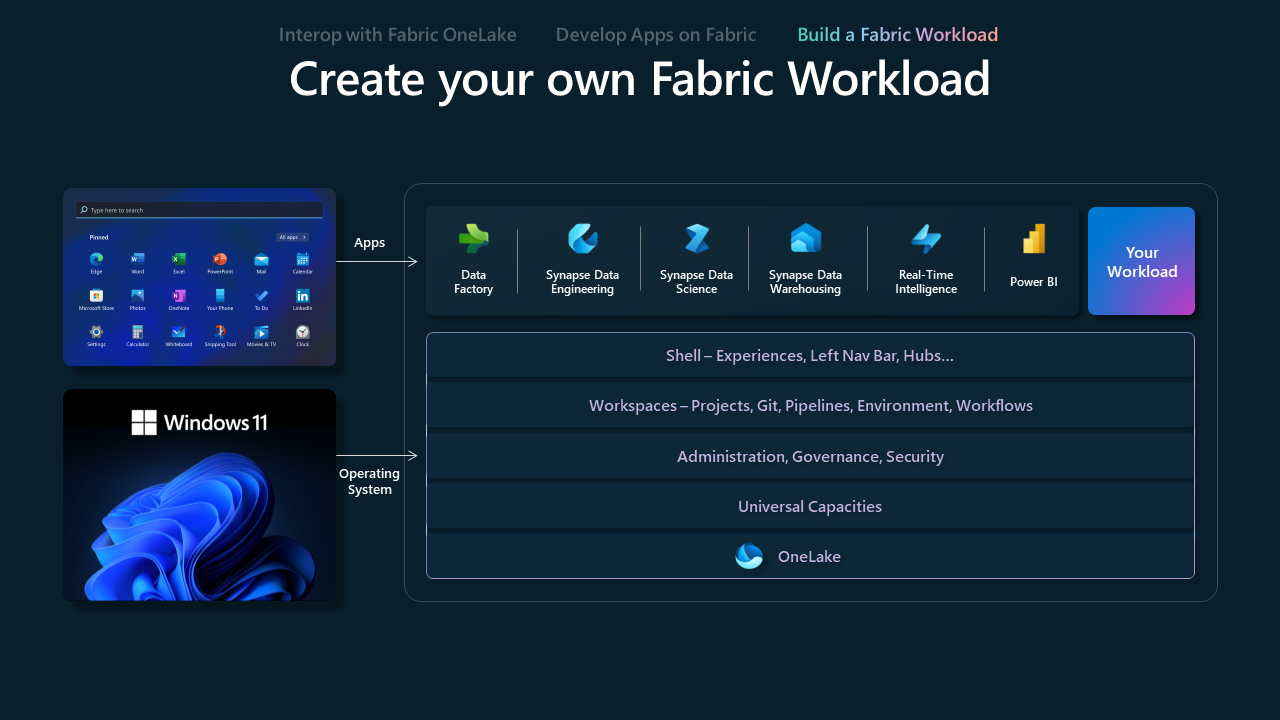 Interop with Fabric OneLake Develop Apps on Fabric Build a Fabric Workload
Create your own Fabric Workload
Type here to search
Pinned All apps >
Edge Word Excel PowerPoint Mail Calendar
Microsoft Store Photos OneNote Your Phone To Do LinkedIn
Settings Calculator Whiteboard Snipping Tool Movies & TV Clock
Windows 11
Apps
Operating
System
Data
Factory
Synapse Data
Engineering
Synapse Data
Science
Synapse Data
Warehousing
Real-Time
Intelligence
Power BI
Your
Workload
Shell – Experiences, Left Nav Bar, Hubs...
Workspaces – Projects, Git, Pipelines, Environment, Workflows
Administration, Governance, Security
Universal Capacities
OneLake